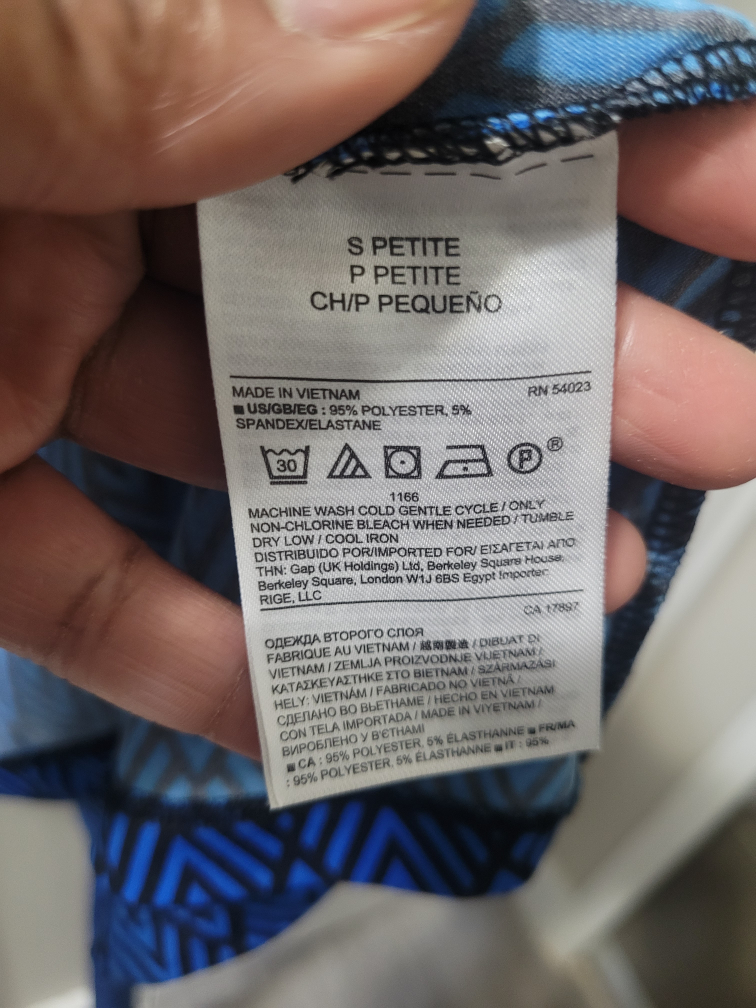 S PETITE
P PETITE
CH/P PEQUEÑO
MADE IN VIETNAM RN 54023
■ US/GB/EG : 95% POLYESTER, 5%
SPANDEX/ELASTANE
30 P ®
1166
MACHINE WASH COLD GENTLE CYCLE / ONLY
NON-CHLORINE BLEACH WHEN NEEDED / TUMBLE
DRY LOW / COOL IRON
DISTRIBUIDO POR/IMPORTED FOR/ ΕΙΣΑΓΕΤΑΙ ΑΠΟ
ΤΗΝ: Gap (UK Holdings) Ltd, Berkeley Square House,
Berkeley Square, London W1J 6BS Egypt Importer:
RIGE, LLC
CA 17897
ОДЕЖДА ВТОРОГО СЛОЯ
FABRIQUE AU VIETNAM / 越南製造 / DIBUAT DI
VIETNAM / ZEMLJA PROIZVODNJE VIJETNAM /
ΚΑΤΑΣΚΕΥΑΣΤΗΚΕ ΣΤΟ ΒΙΕΤΝΑΜ / SZÁRMAZÁSI
HELY: VIETNÁM / FABRICADO NO VIETNÃ /
СДЕЛАНО ВО ВЬЕТНАМЕ / HECHO EN VIETNAM
CON TELA IMPORTADA / MADE IN VIYETNAM /
ВИРОБЛЕНО У В'ЄТНАМІ
■ CA : 95% POLYESTER, 5% ÉLASTHANNE ■ FR/MA
: 95% POLYESTER, 5% ÉLASTHANNE ■ IT : 95%